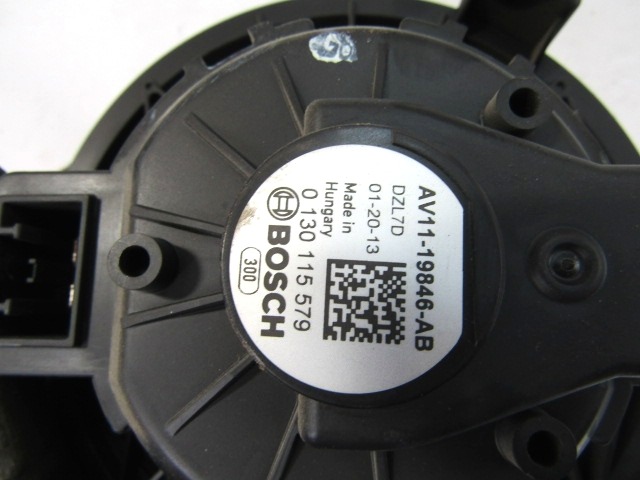 AV11-19846-AB
DZL7D
01-20-13
Made in
Hungary
0 130 115 579
BOSCH
300